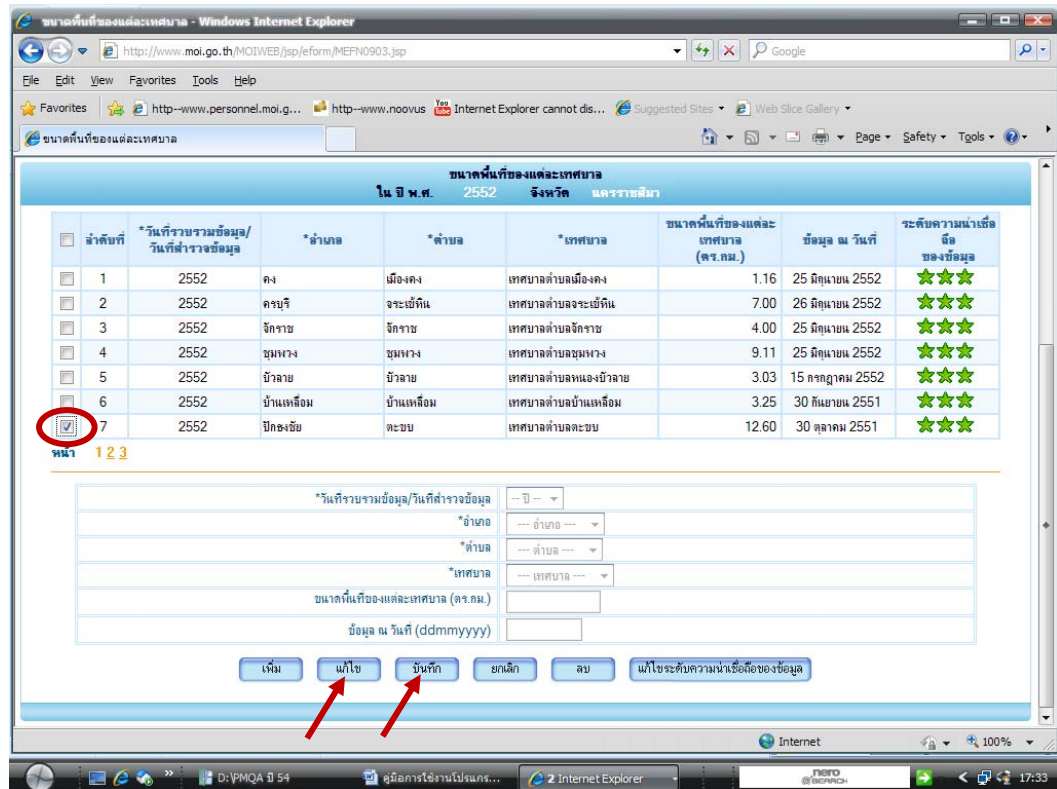 ขนาดพื้นที่ของแต่ละเทศบาล - Windows Internet Explorer
http://www.moi.go.th/MOIWEB/jsp/eform/MEFN0903.jsp
Google
File Edit View Favorites Tools Help
Favorites http--www.personnel.moi.g... http--www.noovus Internet Explorer cannot dis... Suggested Sites Web Slice Gallery
ขนาดพื้นที่ของแต่ละเทศบาล Page Safety Tools
ขนาดพื้นที่ของแต่ละเทศบาล
ใน ปี พ.ศ. 2552 จังหวัด นครราชสีมา
ลำดับที่ *วันที่รวบรวมข้อมูล/วันที่สำรวจข้อมูล *อำเภอ *ตำบล *เทศบาล ขนาดพื้นที่ของแต่ละเทศบาล (ตร.กม.) ข้อมูล ณ วันที่ ระดับความน่าเชื่อถือของข้อมูล
1 2552 คง เมืองคง เทศบาลตำบลเมืองคง 1.16 25 มิถุนายน 2552
2 2552 ครบุรี จระเข้หิน เทศบาลตำบลจระเข้หิน 7.00 26 มิถุนายน 2552
3 2552 จักราช จักราช เทศบาลตำบลจักราช 4.00 25 มิถุนายน 2552
4 2552 ชุมพวง ชุมพวง เทศบาลตำบลชุมพวง 9.11 25 มิถุนายน 2552
5 2552 บัวลาย บัวลาย เทศบาลตำบลหนองบัวลาย 3.03 15 กรกฎาคม 2552
6 2552 บ้านเหลื่อม บ้านเหลื่อม เทศบาลตำบลบ้านเหลื่อม 3.25 30 กันยายน 2551
7 2552 ปักธงชัย ตะขบ เทศบาลตำบลตะขบ 12.60 30 ตุลาคม 2551
หน้า 1 2 3
*วันที่รวบรวมข้อมูล/วันที่สำรวจข้อมูล -- ปี --
*อำเภอ --- อำเภอ ---
*ตำบล --- ตำบล ---
*เทศบาล --- เทศบาล ---
ขนาดพื้นที่ของแต่ละเทศบาล (ตร.กม.)
ข้อมูล ณ วันที่ (ddmmyyyy)
เพิ่ม แก้ไข บันทึก ยกเลิก ลบ แก้ไขระดับความน่าเชื่อถือของข้อมูล
Internet 100%
D:\PMQA ปี 54 คู่มือการใช้งานโปรแกร... 2 Internet Explorer nero SEARCH 17:33